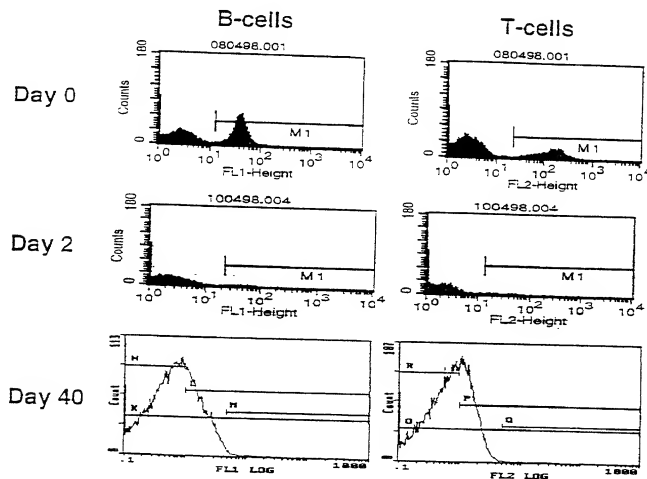 B-cells
T-cells
Day 0
080498.001
180
Counts
0
M1
10^0 10^1 10^2 10^3 10^4
FL1-Height
080498.001
180
Counts
0
M1
10^0 10^1 10^2 10^3 10^4
FL2-Height
Day 2
100498.004
180
Counts
0
M1
10^0 10^1 10^2 10^3 10^4
FL1-Height
100498.004
180
Counts
0
M1
10^0 10^1 10^2 10^3 10^4
FL2-Height
Day 40
Count
.1
FL1 LOG
1000
Count
P
Q
.1
FL2 LOG
1000